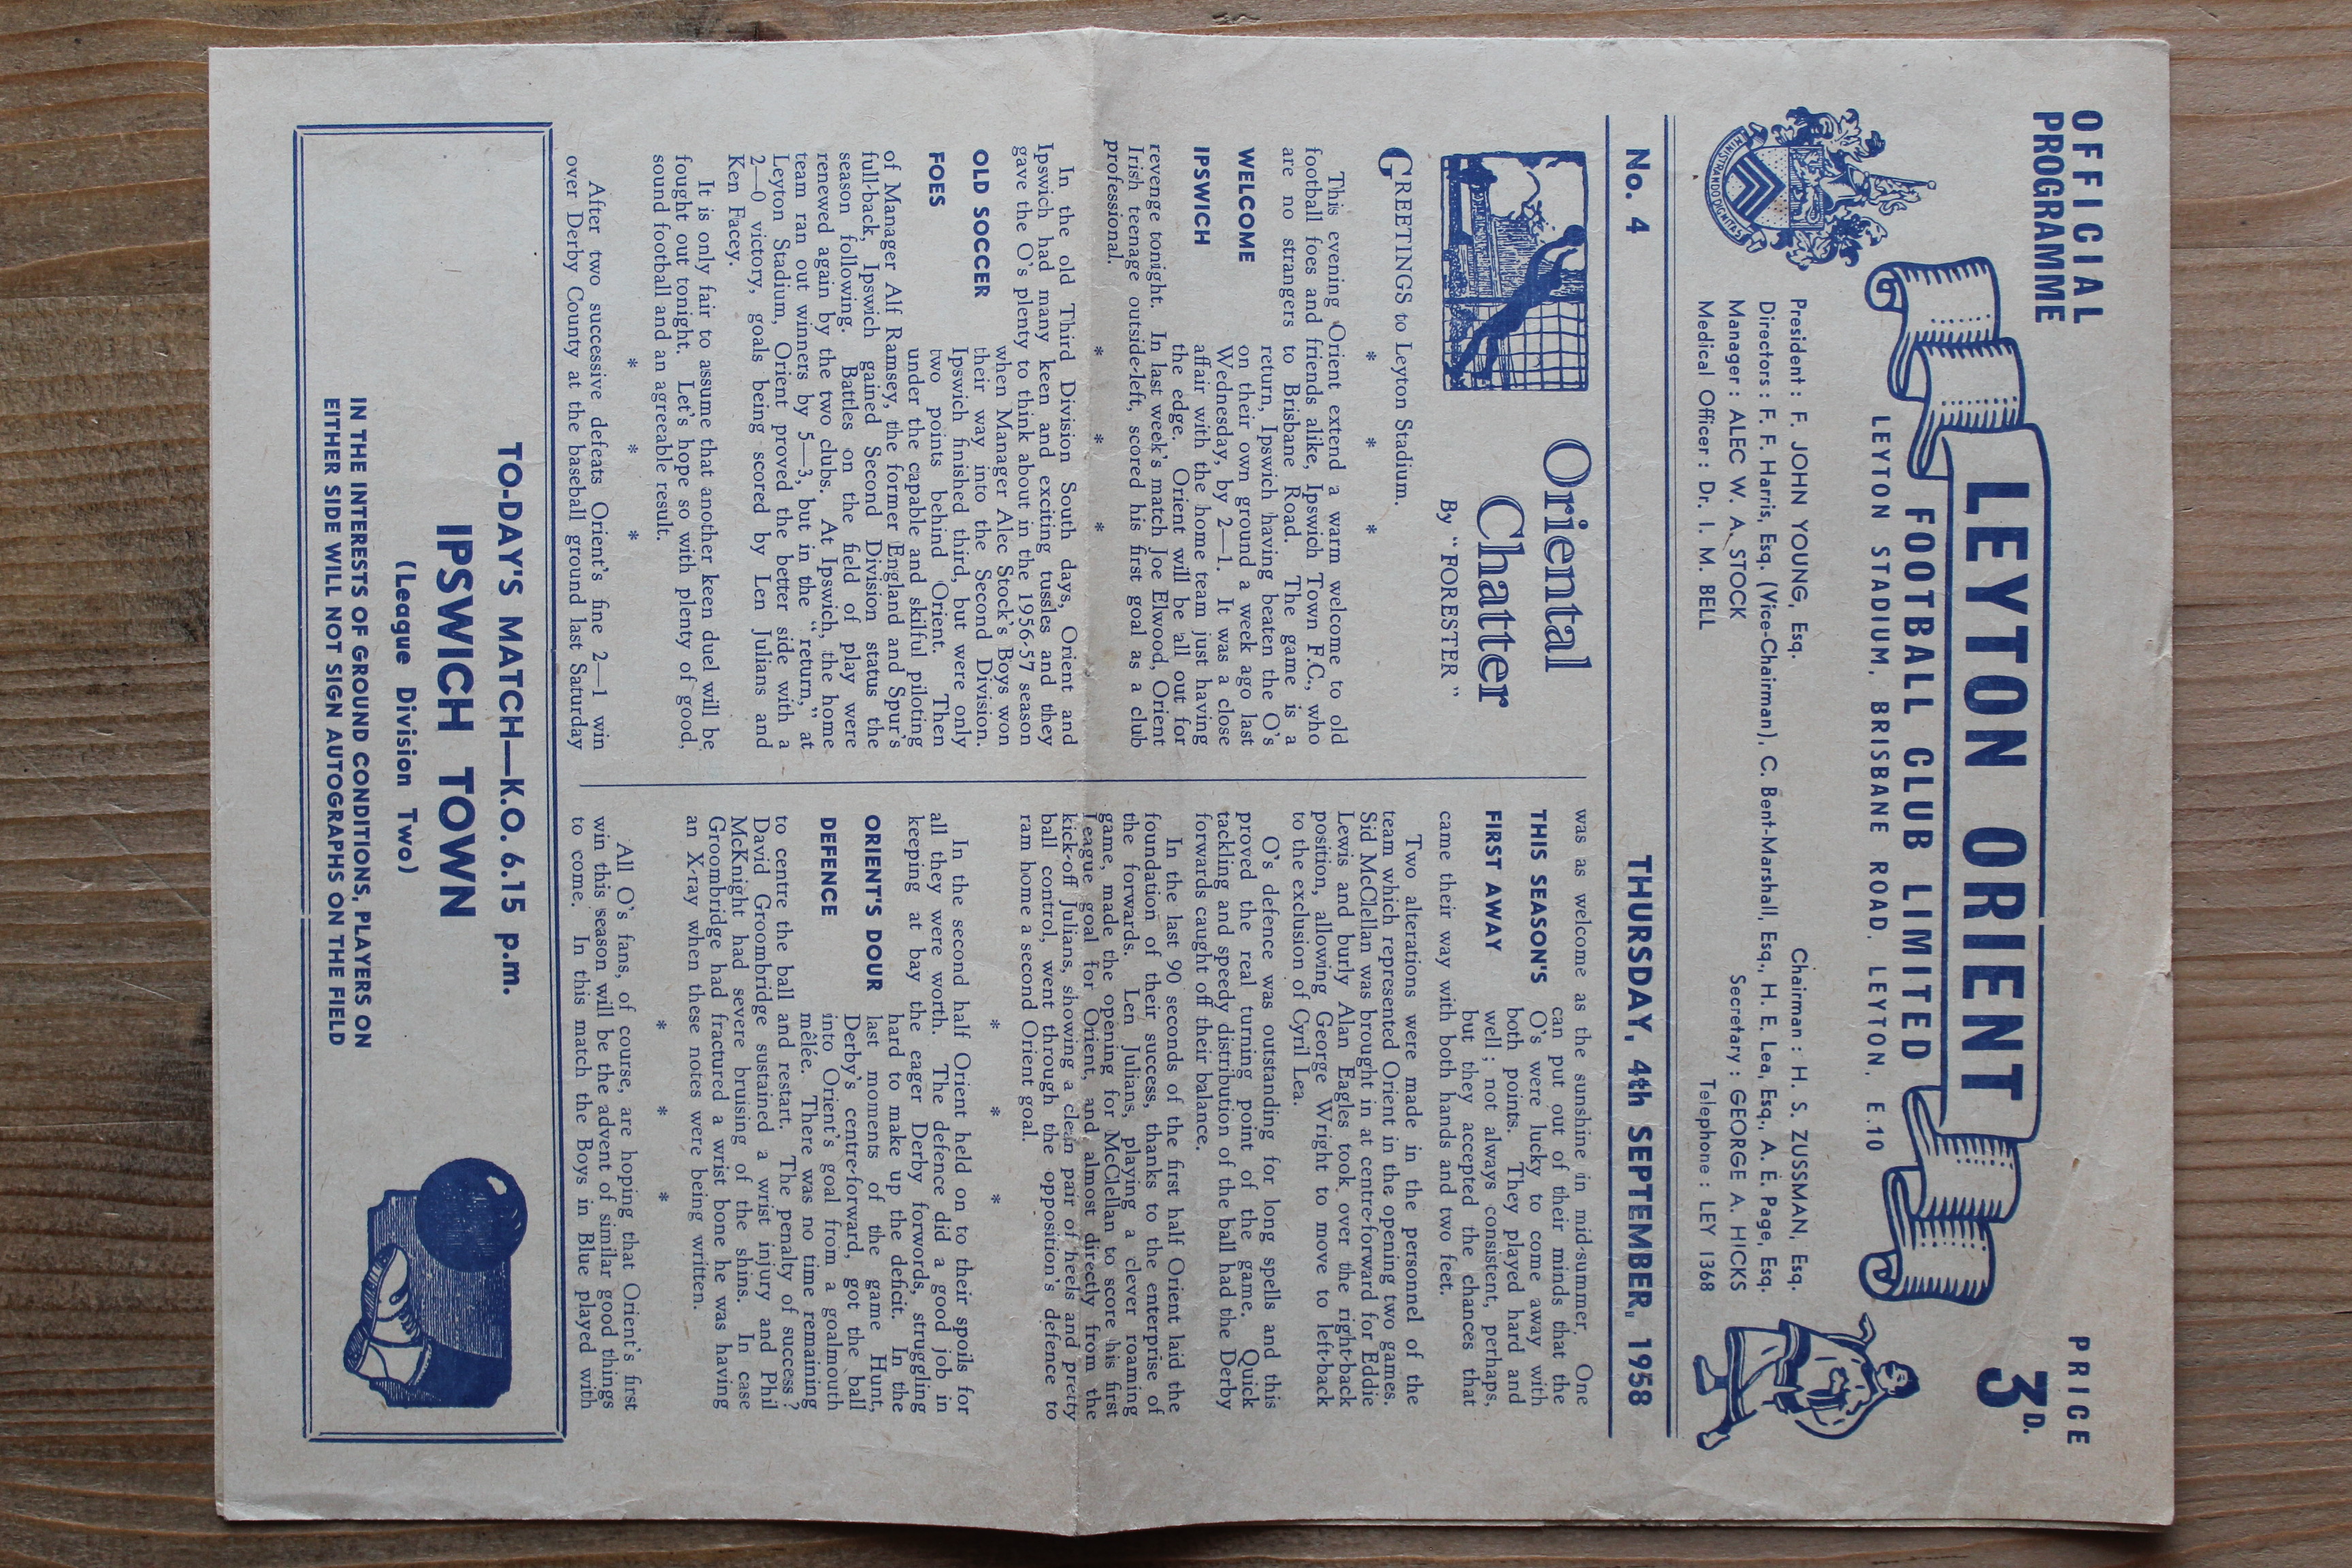 OFFICIAL
PROGRAMME
PRICE
3D.
LEYTON ORIENT
FOOTBALL CLUB LIMITED
LEYTON STADIUM, BRISBANE ROAD, LEYTON, E.10
MINISTRANDO DIGNITAS
President : F. JOHN YOUNG, Esq. Chairman : H. S. ZUSSMAN, Esq.
Directors : F. F. Harris, Esq. (Vice-Chairman), C. Bent-Marshall, Esq., H. E. Lea, Esq., A. E. Page, Esq.
Manager : ALEC W. A. STOCK Secretary : GEORGE A. HICKS
Medical Officer : Dr. I. M. BELL Telephone : LEY 1368
No. 4 THURSDAY, 4th SEPTEMBER, 1958
Oriental
Chatter
By “ FORESTER ”
GREETINGS to Leyton Stadium.
* * *
This evening Orient extend a warm welcome to old
football foes and friends alike, Ipswich Town F.C., who
are no strangers to Brisbane Road. The game is a
WELCOME
IPSWICH
return, Ipswich having beaten the O's
on their own ground a week ago last
Wednesday, by 2—1. It was a close
affair with the home team just having
the edge. Orient will be all out for
revenge tonight. In last week's match Joe Elwood, Orient
Irish teenage outside-left, scored his first goal as a club
professional.
* * *
In the old Third Division South days, Orient and
Ipswich had many keen and exciting tussles and they
gave the O's plenty to think about in the 1956-57 season
OLD SOCCER
FOES
when Manager Alec Stock's Boys won
their way into the Second Division.
Ipswich finished third, but were only
two points behind Orient. Then
under the capable and skilful piloting
of Manager Alf Ramsey, the former England and Spur's
full-back, Ipswich gained Second Division status the
season following. Battles on the field of play were
renewed again by the two clubs. At Ipswich, the home
team ran out winners by 5—3, but in the “ return,” at
Leyton Stadium, Orient proved the better side with a
2—0 victory, goals being scored by Len Julians and
Ken Facey.
It is only fair to assume that another keen duel will be
fought out tonight. Let's hope so with plenty of good,
sound football and an agreeable result.
* * *
After two successive defeats Orient's fine 2—1 win
over Derby County at the baseball ground last Saturday
was as welcome as the sunshine in mid-summer. One
THIS SEASON'S
FIRST AWAY
can put out of their minds that the
O's were lucky to come away with
both points. They played hard and
well ; not always consistent, perhaps,
but they accepted the chances that
came their way with both hands and two feet.
Two alterations were made in the personnel of the
team which represented Orient in the opening two games.
Sid McClellan was brought in at centre-forward for Eddie
Lewis and burly Alan Eagles took over the right-back
position, allowing George Wright to move to left-back
to the exclusion of Cyril Lea.
O's defence was outstanding for long spells and this
proved the real turning point of the game. Quick
tackling and speedy distribution of the ball had the Derby
forwards caught off their balance.
In the last 90 seconds of the first half Orient laid the
foundation of their success, thanks to the enterprise of
the forwards. Len Julians, playing a clever roaming
game, made the opening for McClellan to score his first
League goal for Orient, and almost directly from the
kick-off Julians, showing a clean pair of heels and pretty
ball control, went through the opposition's defence to
ram home a second Orient goal.
* * *
In the second half Orient held on to their spoils for
all they were worth. The defence did a good job in
keeping at bay the eager Derby forwords, struggling
ORIENT'S DOUR
DEFENCE
hard to make up the deficit. In the
last moments of the game Hunt,
Derby's centre-forward, got the ball
into Orient's goal from a goalmouth
mêlée. There was no time remaining
to centre the ball and restart. The penalty of success ?
David Groombridge sustained a wrist injury and Phil
McKnight had severe bruising of the shins. In case
Groombridge had fractured a wrist bone he was having
an X-ray when these notes were being written.
* * *
All O's fans, of course, are hoping that Orient's first
win this season will be the advent of similar good things
to come. In this match the Boys in Blue played with
TO-DAY'S MATCH—K.O. 6.15 p.m.
IPSWICH TOWN
(League Division Two)
IN THE INTERESTS OF GROUND CONDITIONS, PLAYERS ON
EITHER SIDE WILL NOT SIGN AUTOGRAPHS ON THE FIELD